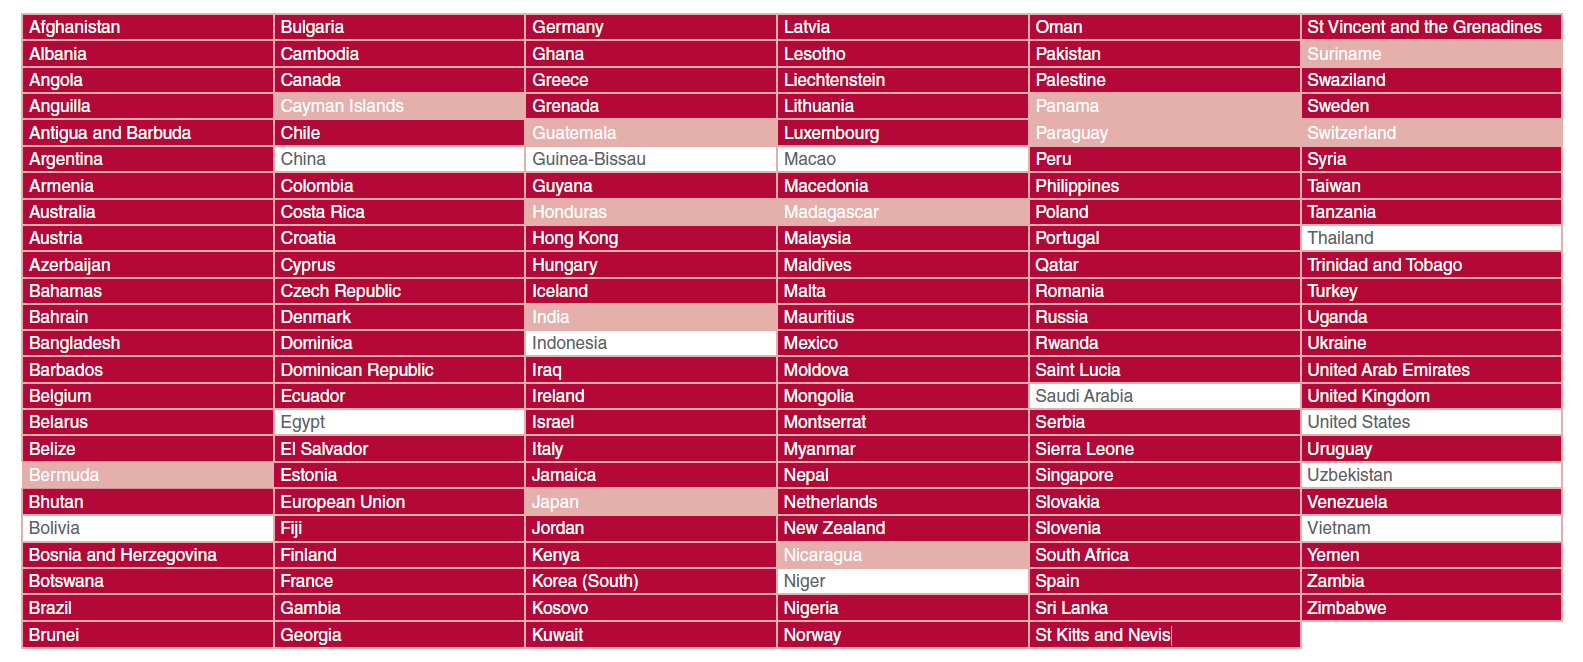 Afghanistan Bulgaria Germany Latvia Oman St Vincent and the Grenadines
Albania Cambodia Ghana Lesotho Pakistan Suriname
Angola Canada Greece Liechtenstein Palestine Swaziland
Anguilla Cayman Islands Grenada Lithuania Panama Sweden
Antigua and Barbuda Chile Guatemala Luxembourg Paraguay Switzerland
Argentina China Guinea-Bissau Macao Peru Syria
Armenia Colombia Guyana Macedonia Philippines Taiwan
Australia Costa Rica Honduras Madagascar Poland Tanzania
Austria Croatia Hong Kong Malaysia Portugal Thailand
Azerbaijan Cyprus Hungary Maldives Qatar Trinidad and Tobago
Bahamas Czech Republic Iceland Malta Romania Turkey
Bahrain Denmark India Mauritius Russia Uganda
Bangladesh Dominica Indonesia Mexico Rwanda Ukraine
Barbados Dominican Republic Iraq Moldova Saint Lucia United Arab Emirates
Belgium Ecuador Ireland Mongolia Saudi Arabia United Kingdom
Belarus Egypt Israel Montserrat Serbia United States
Belize El Salvador Italy Myanmar Sierra Leone Uruguay
Bermuda Estonia Jamaica Nepal Singapore Uzbekistan
Bhutan European Union Japan Netherlands Slovakia Venezuela
Bolivia Fiji Jordan New Zealand Slovenia Vietnam
Bosnia and Herzegovina Finland Kenya Nicaragua South Africa Yemen
Botswana France Korea (South) Niger Spain Zambia
Brazil Gambia Kosovo Nigeria Sri Lanka Zimbabwe
Brunei Georgia Kuwait Norway St Kitts and Nevis